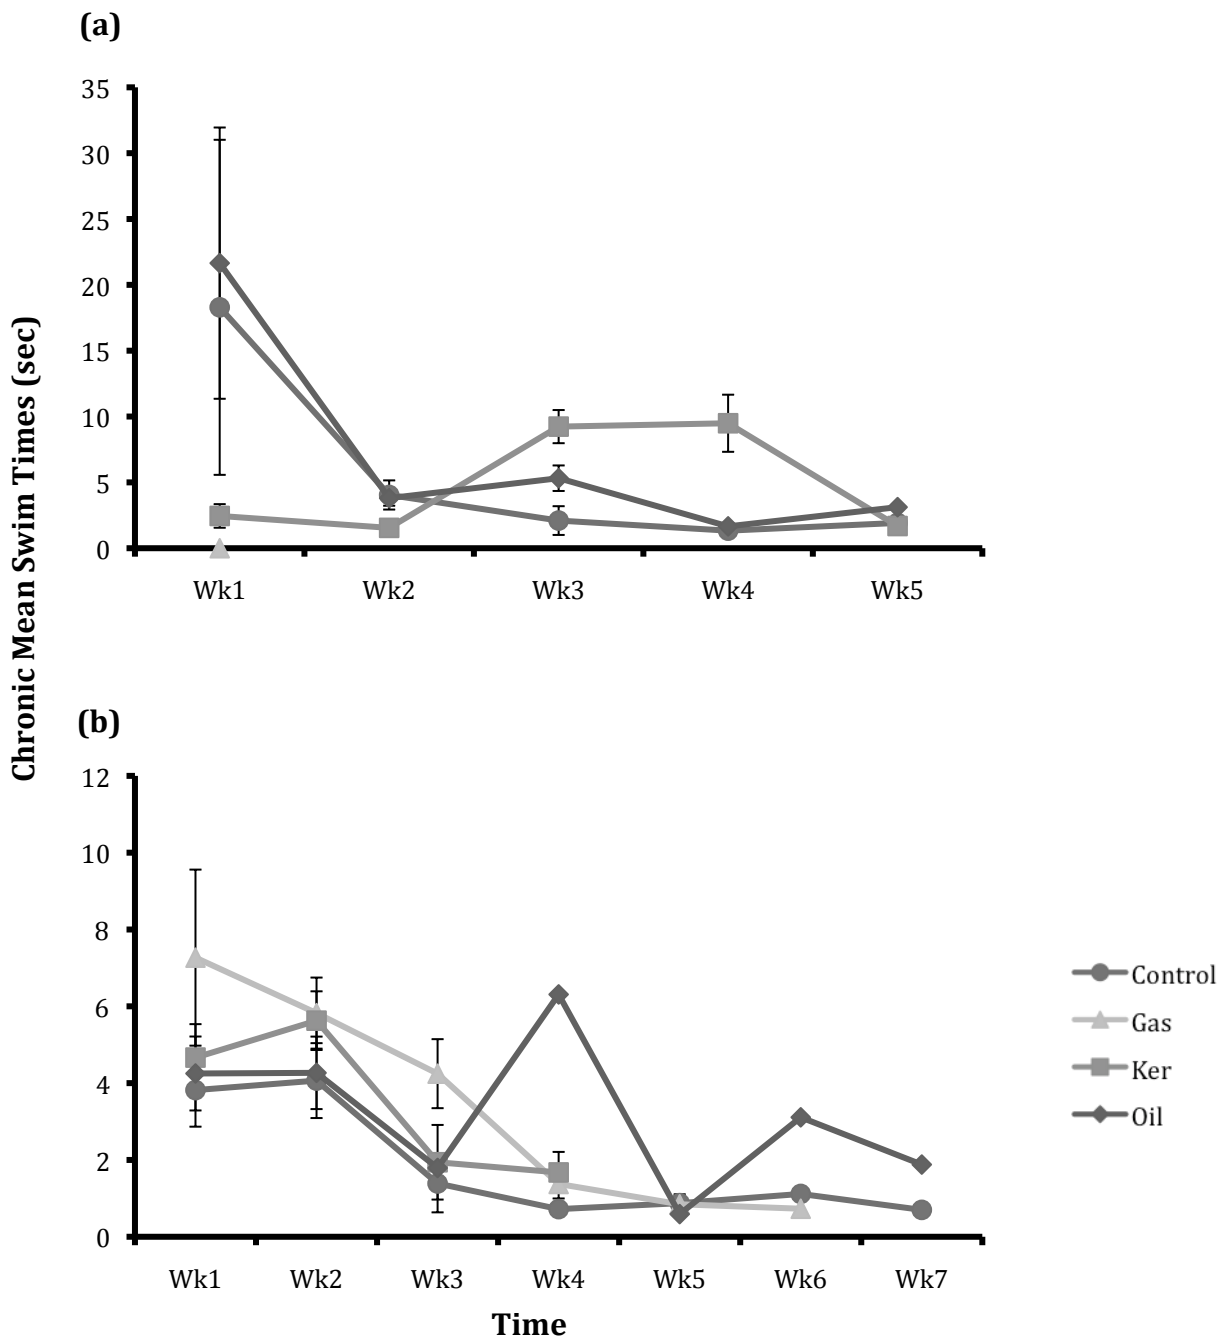 (a)
Chronic Mean Swim Times (sec)
35
30
25
20
15
10
5
0
Wk1 Wk2 Wk3 Wk4 Wk5
(b)
12
10
8
6
4
2
0
Wk1 Wk2 Wk3 Wk4 Wk5 Wk6 Wk7
Time
Control
Gas
Ker
Oil